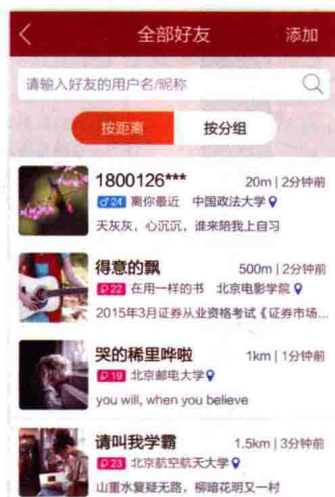 全部好友 添加
请输入好友的用户名/昵称
按距离 按分组
1800126*** 20m | 2分钟前
♂24 离你最近 中国政法大学
天灰灰，心沉沉，谁来陪我上自习
得意的飘 500m | 2分钟前
22 在用一样的书 北京电影学院
2015年3月证券从业资格考试《证券市场...
哭的稀里哗啦 1km | 1分钟前
19 北京邮电大学
you will, when you believe
请叫我学霸 1.5km | 3分钟前
23 北京航空航天大学
山重水复疑无路，柳暗花明又一村